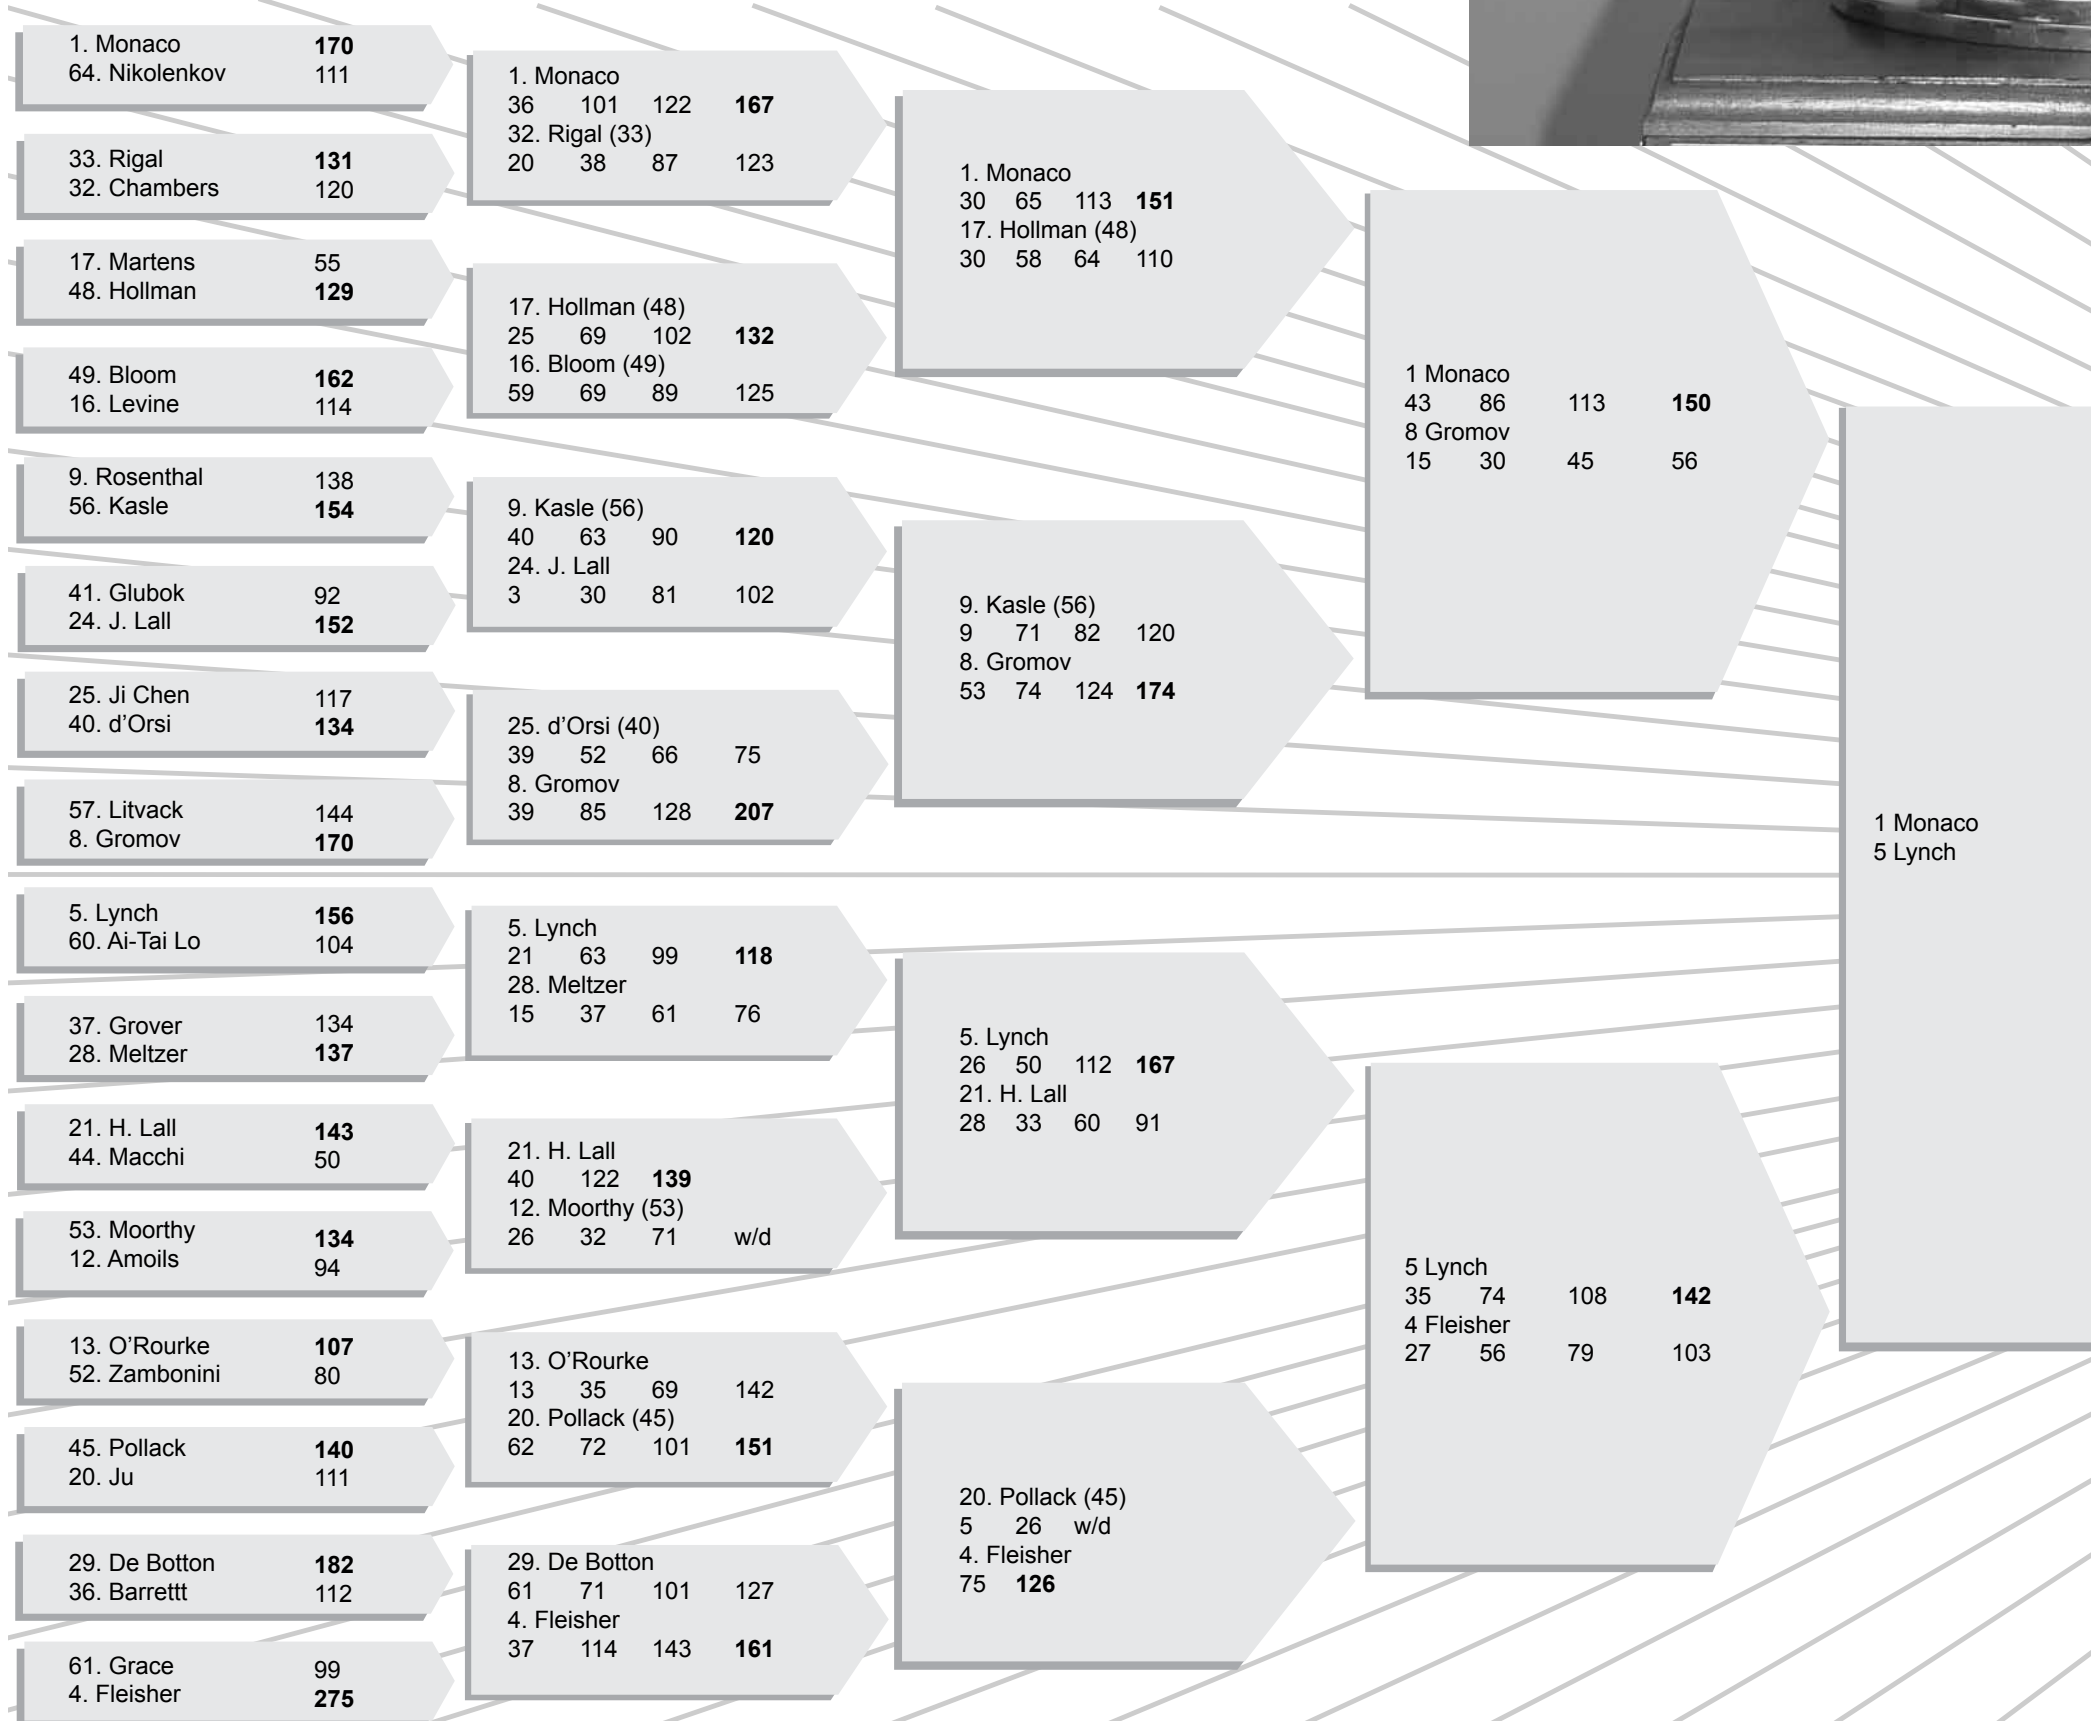 1. Monaco 170
64. Nikolenkov 111
33. Rigal 131
32. Chambers 120
17. Martens 55
48. Hollman 129
49. Bloom 162
16. Levine 114
9. Rosenthal 138
56. Kasle 154
41. Glubok 92
24. J. Lall 152
25. Ji Chen 117
40. d’Orsi 134
57. Litvack 144
8. Gromov 170
5. Lynch 156
60. Ai-Tai Lo 104
37. Grover 134
28. Meltzer 137
21. H. Lall 143
44. Macchi 50
53. Moorthy 134
12. Amoils 94
13. O’Rourke 107
52. Zambonini 80
45. Pollack 140
20. Ju 111
29. De Botton 182
36. Barrettt 112
61. Grace 99
4. Fleisher 275
1. Monaco
36 101 122 167
32. Rigal (33)
20 38 87 123
17. Hollman (48)
25 69 102 132
16. Bloom (49)
59 69 89 125
9. Kasle (56)
40 63 90 120
24. J. Lall
3 30 81 102
25. d’Orsi (40)
39 52 66 75
8. Gromov
39 85 128 207
5. Lynch
21 63 99 118
28. Meltzer
15 37 61 76
21. H. Lall
40 122 139
12. Moorthy (53)
26 32 71 w/d
13. O’Rourke
13 35 69 142
20. Pollack (45)
62 72 101 151
29. De Botton
61 71 101 127
4. Fleisher
37 114 143 161
1. Monaco
30 65 113 151
17. Hollman (48)
30 58 64 110
9. Kasle (56)
9 71 82 120
8. Gromov
53 74 124 174
5. Lynch
26 50 112 167
21. H. Lall
28 33 60 91
20. Pollack (45)
5 26 w/d
4. Fleisher
75 126
1 Monaco
43 86 113 150
8 Gromov
15 30 45 56
5 Lynch
35 74 108 142
4 Fleisher
27 56 79 103
1 Monaco
5 Lynch